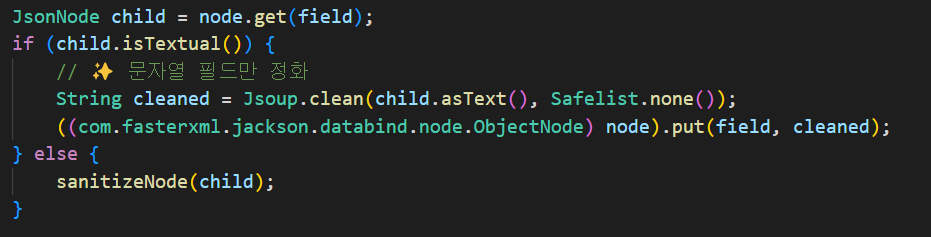 JsonNode child = node.get(field);
if (child.isTextual()) {
    // ✨ 문자열 필드만 정화
    String cleaned = Jsoup.clean(child.asText(), Safelist.none());
    ((com.fasterxml.jackson.databind.node.ObjectNode) node).put(field, cleaned);
} else {
    sanitizeNode(child);
}